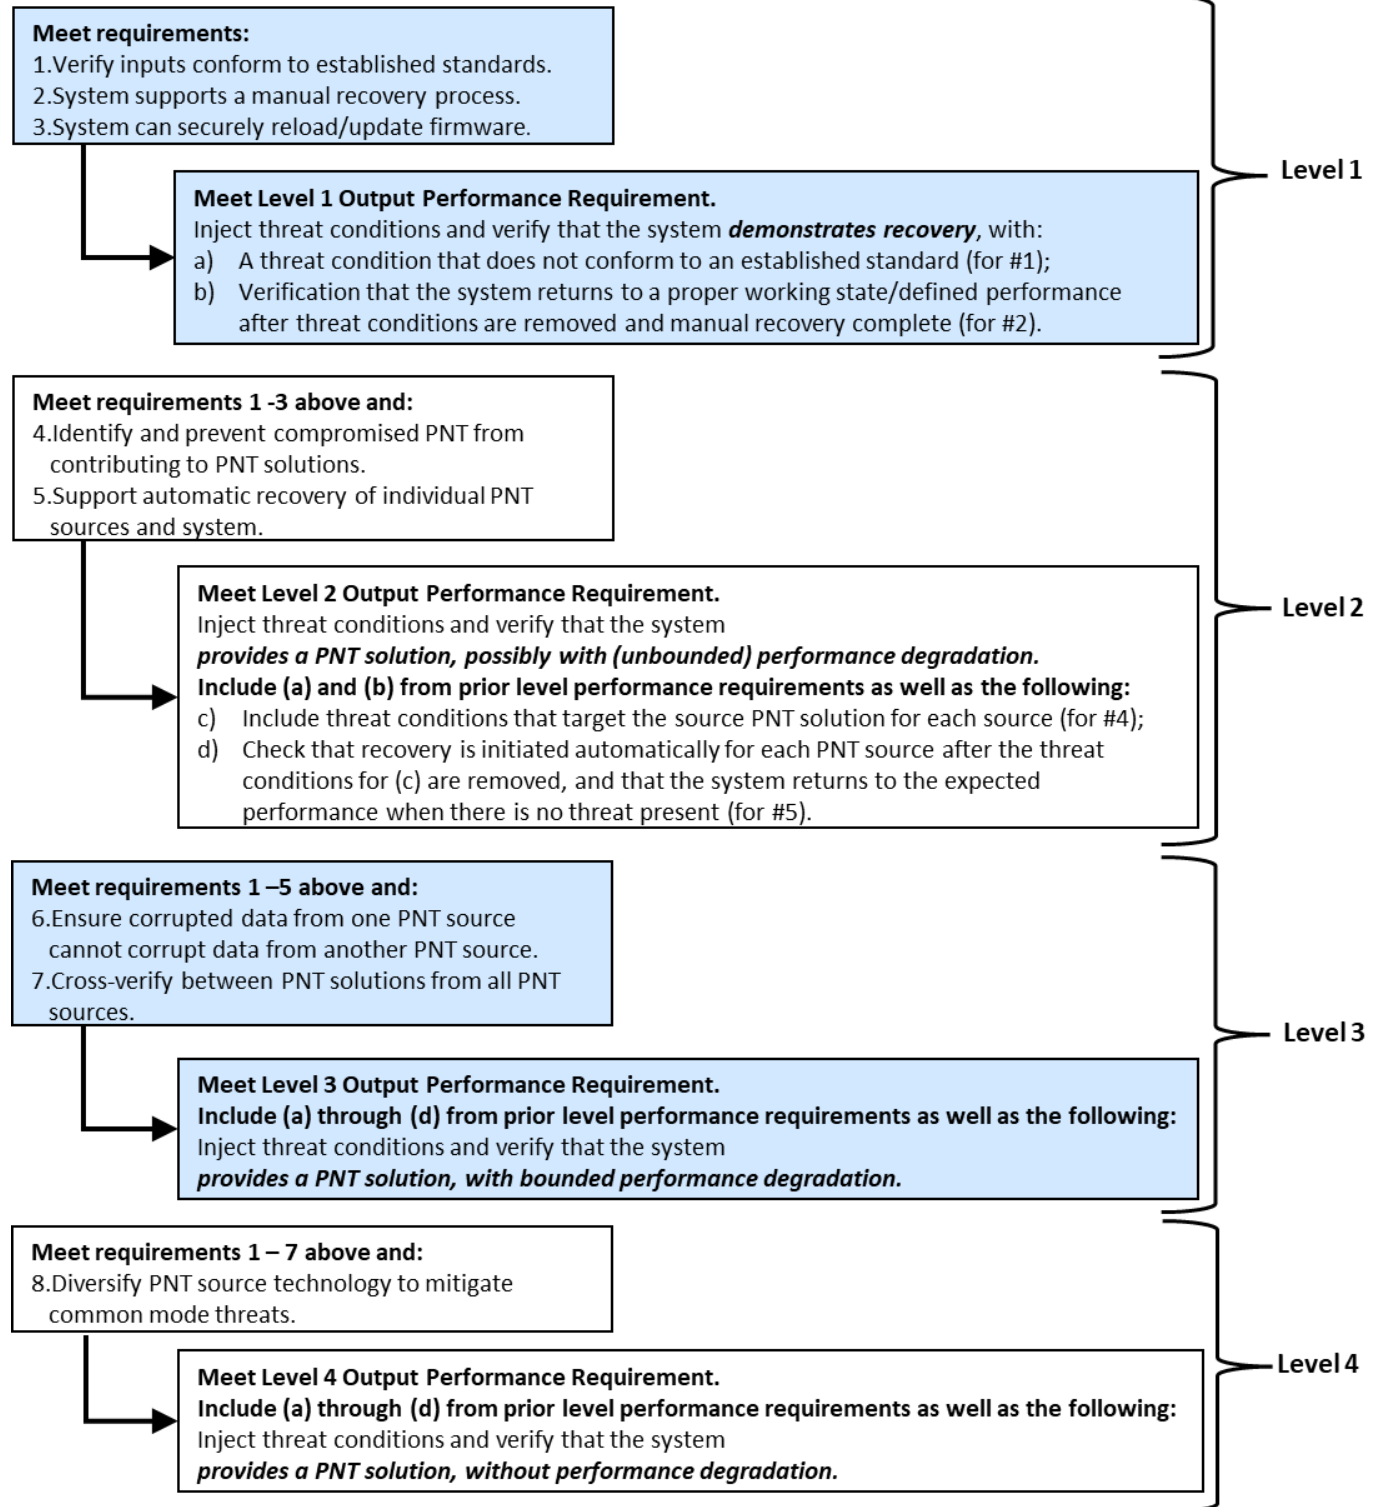 Meet requirements:
1.Verify inputs conform to established standards.
2.System supports a manual recovery process.
3.System can securely reload/update firmware.
Level 1
Meet Level 1 Output Performance Requirement.
Inject threat conditions and verify that the system demonstrates recovery, with:
a) A threat condition that does not conform to an established standard (for #1);
b) Verification that the system returns to a proper working state/defined performance
after threat conditions are removed and manual recovery complete (for #2).
Meet requirements 1 -3 above and:
4.Identify and prevent compromised PNT from
contributing to PNT solutions.
5.Support automatic recovery of individual PNT
sources and system.
Level 2
Meet Level 2 Output Performance Requirement.
Inject threat conditions and verify that the system
provides a PNT solution, possibly with (unbounded) performance degradation.
Include (a) and (b) from prior level performance requirements as well as the following:
c) Include threat conditions that target the source PNT solution for each source (for #4);
d) Check that recovery is initiated automatically for each PNT source after the threat
conditions for (c) are removed, and that the system returns to the expected
performance when there is no threat present (for #5).
Meet requirements 1 –5 above and:
6.Ensure corrupted data from one PNT source
cannot corrupt data from another PNT source.
7.Cross-verify between PNT solutions from all PNT
sources.
Level 3
Meet Level 3 Output Performance Requirement.
Include (a) through (d) from prior level performance requirements as well as the following:
Inject threat conditions and verify that the system
provides a PNT solution, with bounded performance degradation.
Meet requirements 1 – 7 above and:
8.Diversify PNT source technology to mitigate
common mode threats.
Level 4
Meet Level 4 Output Performance Requirement.
Include (a) through (d) from prior level performance requirements as well as the following:
Inject threat conditions and verify that the system
provides a PNT solution, without performance degradation.